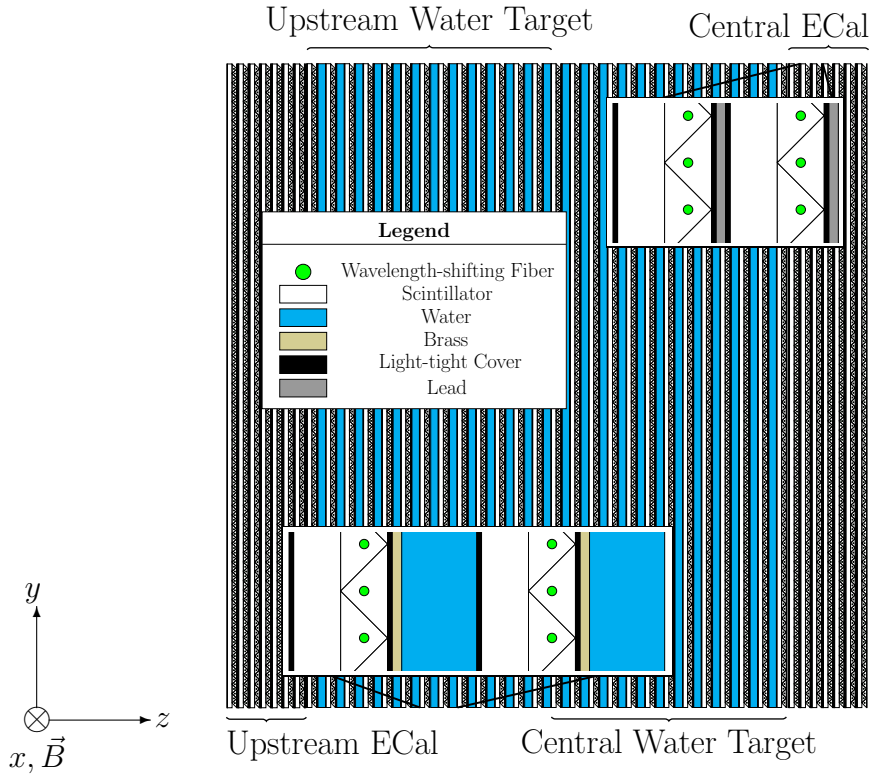 Upstream Water Target
Central ECal
Legend
Wavelength-shifting Fiber
Scintillator
Water
Brass
Light-tight Cover
Lead
y
z
x, B⃗
Upstream ECal
Central Water Target